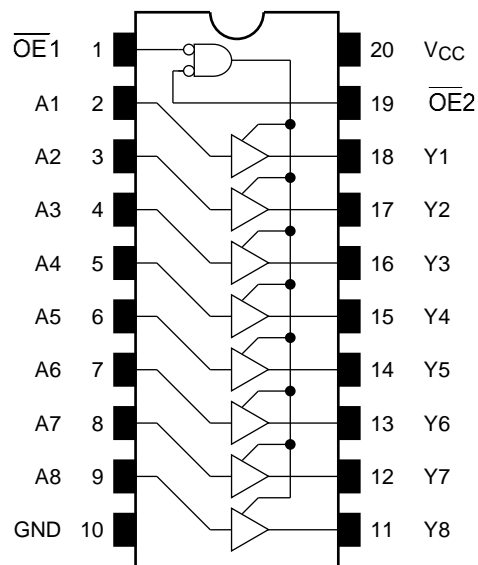 OE1 1 20 VCC
A1 2 19 OE2
A2 3 18 Y1
A3 4 17 Y2
A4 5 16 Y3
A5 6 15 Y4
A6 7 14 Y5
A7 8 13 Y6
A8 9 12 Y7
GND 10 11 Y8